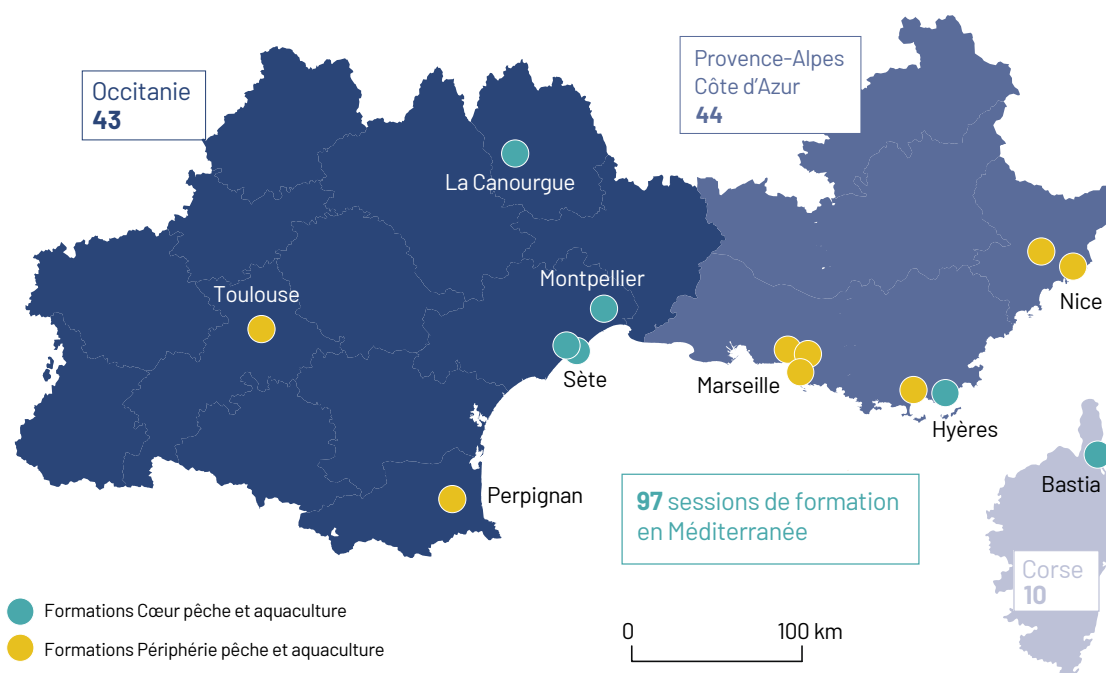 Occitanie
43
Provence-Alpes
Côte d'Azur
44
La Canourgue
Montpellier
Toulouse
Sète
Nice
Marseille
Hyères
Perpignan
Bastia
97 sessions de formation
en Méditerranée
Corse
10
Formations Cœur pêche et aquaculture
Formations Périphérie pêche et aquaculture
0
100 km